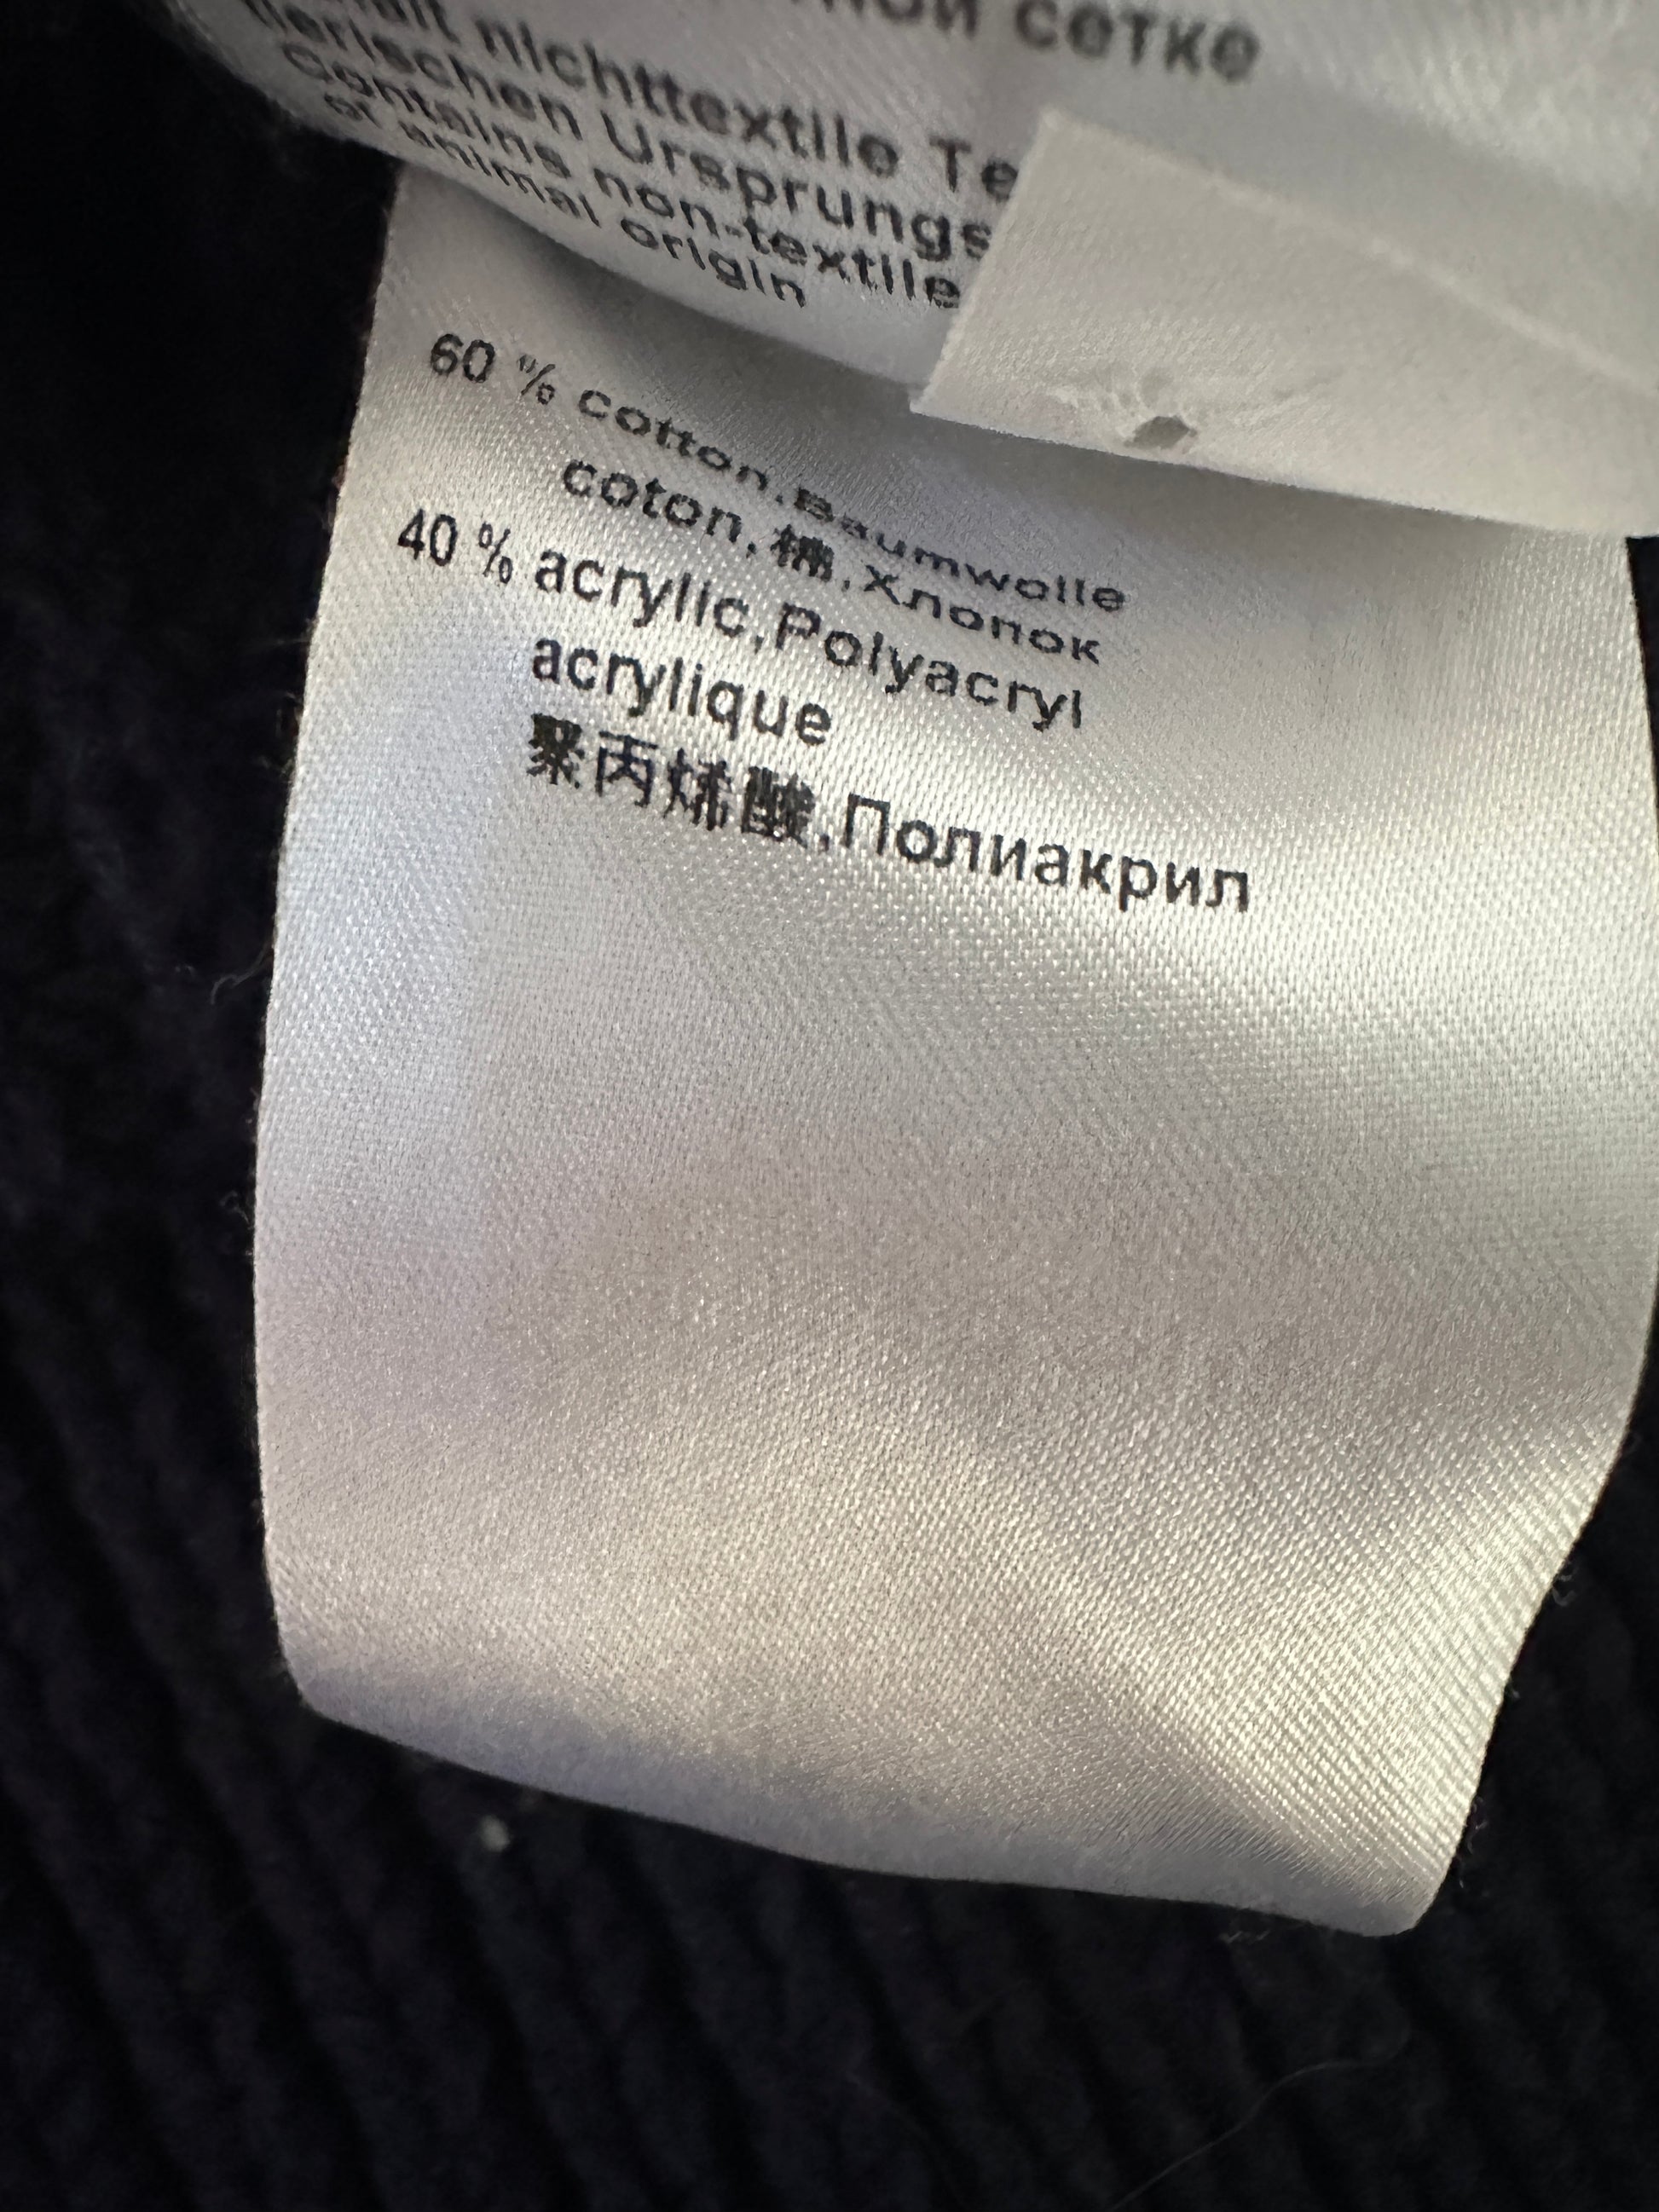 сетке
nichttextile
tierischen Ursprungs
Contains non-textile
of animal origin
60 % cotton,Baumwolle
coton,棉,Хлопок
40 % acrylic,Polyacryl
acrylique
聚丙烯酸,Полиакрил